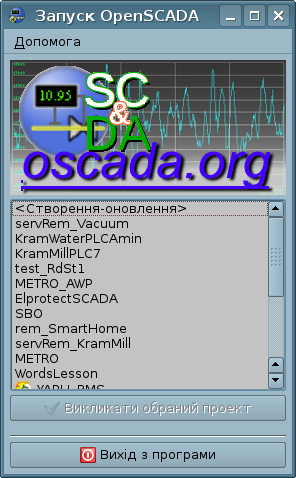 Запуск OpenSCADA
Допомога
10.95
SC
&
DA
oscada.org
<Створення-оновлення>
servRem_Vacuum
KramWaterPLCAmin
KramMillPLC7
test_RdSt1
METRO_AWP
ElprotectSCADA
SBO
rem_SmartHome
servRem_KramMill
METRO
WordsLesson
Викликати обраний проект
Вихід з програми